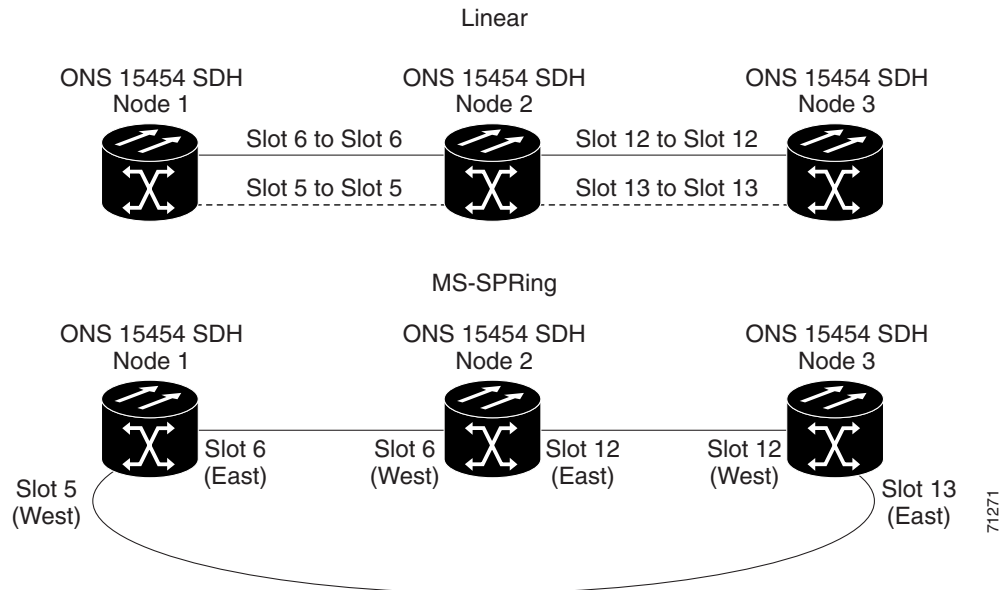 Linear
ONS 15454 SDH
Node 1
ONS 15454 SDH
Node 2
ONS 15454 SDH
Node 3
Slot 6 to Slot 6
Slot 12 to Slot 12
Slot 5 to Slot 5
Slot 13 to Slot 13
MS-SPRing
ONS 15454 SDH
Node 1
ONS 15454 SDH
Node 2
ONS 15454 SDH
Node 3
Slot 6
(East)
Slot 6
(West)
Slot 12
(East)
Slot 12
(West)
Slot 5
(West)
Slot 13
(East)
71271